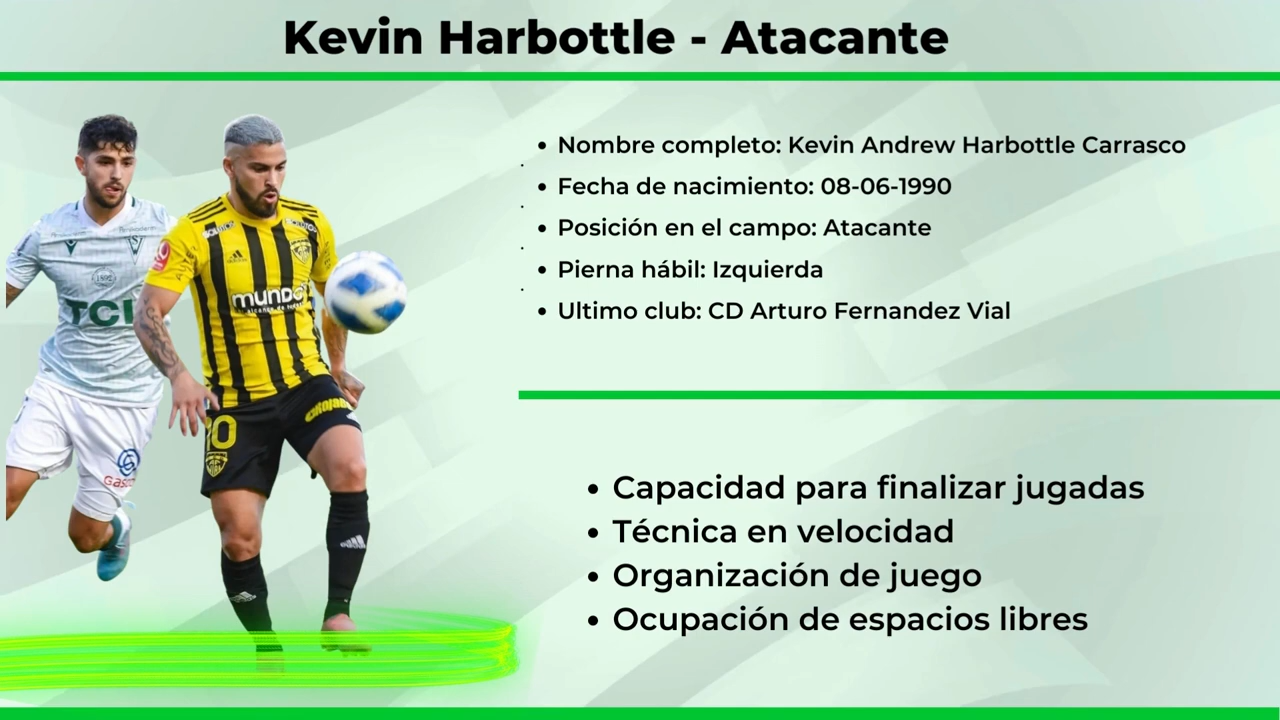 Kevin Harbottle - Atacante
• Nombre completo: Kevin Andrew Harbottle Carrasco
• Fecha de nacimiento: 08-06-1990
• Posición en el campo: Atacante
• Pierna hábil: Izquierda
• Ultimo club: CD Arturo Fernandez Vial
TCI
10
• Capacidad para finalizar jugadas
• Técnica en velocidad
• Organización de juego
• Ocupación de espacios libres